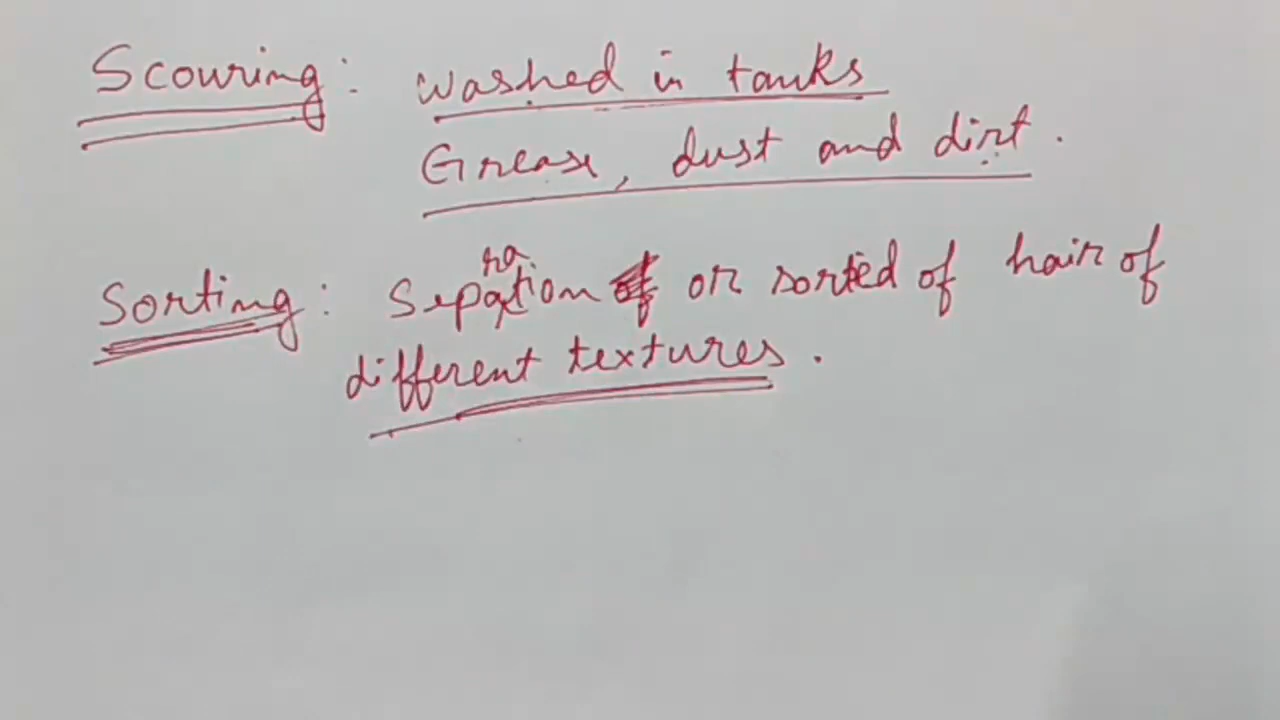 Scouring: Washed in tanks
Grease, dust and dirt.
Sorting: Separation or sorted of hair of
different textures.